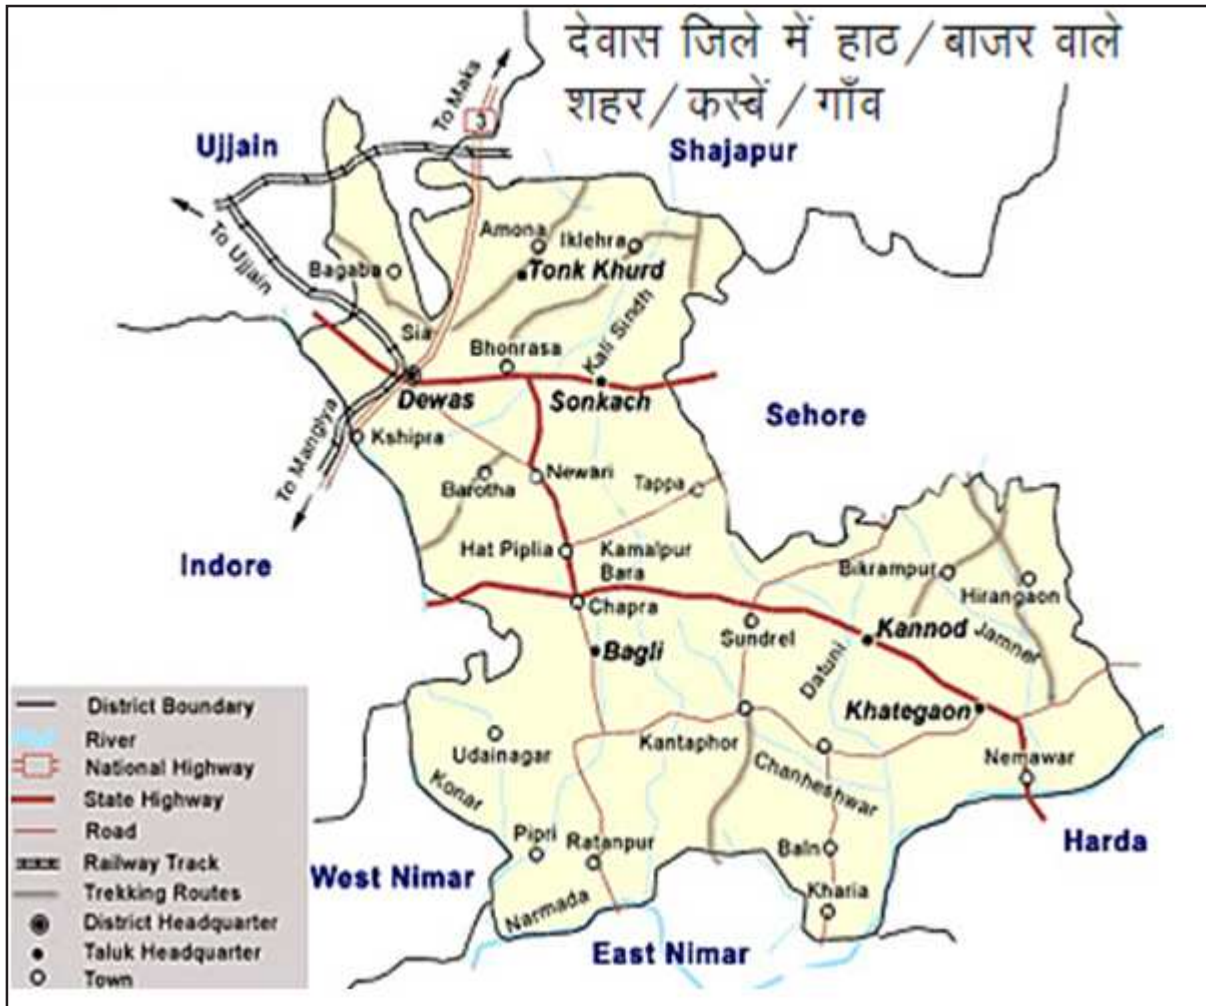 देवास जिले में हाठ/बाजर वाले
शहर/कस्बें/गाँव
To Maks
3
Ujjain
Shajapur
To Ujjain
Amona
Iklehra
Bagaba
Tonk Khurd
Sia
Kali Sindh
Bhonrasa
Dewas
Sonkach
Sehore
To Manglya
Kshipra
Newari
Barotha
Tappa
Indore
Hat Piplia
Kamalpur
Bara
Bikrampur
Hirangaon
Chapra
Sundrel
Kannod
Jamner
Bagli
Datuni
Khategaon
Udainagar
Kantaphor
Chanheshwar
Nemawar
Konar
Pipri
Ratanpur
Baln
Harda
West Nimar
Kharia
Narmada
East Nimar
District Boundary
River
National Highway
State Highway
Road
Railway Track
Trekking Routes
District Headquarter
Taluk Headquarter
Town